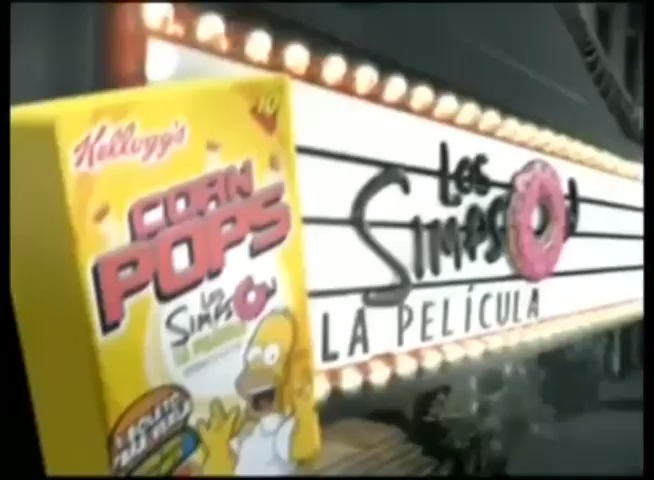 Kellogg's
CORN
POPS
LOS
SIMPSON
Los
SIMPSON
LA PELÍCULA